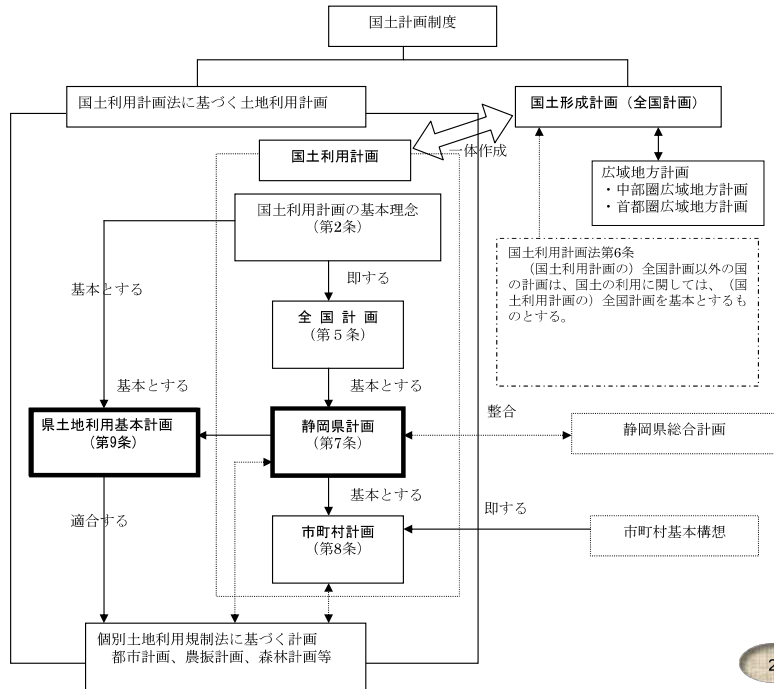 国土計画制度
国土利用計画法に基づく土地利用計画
国土形成計画（全国計画）
国土利用計画
一体作成
広域地方計画
・中部圏広域地方計画
・首都圏広域地方計画
国土利用計画の基本理念
（第2条）
国土利用計画法第6条
（国土利用計画の）全国計画以外の国
の計画は、国土の利用に関しては、（国
土利用計画の）全国計画を基本とするも
のとする。
基本とする
即する
全 国 計 画
（第５条）
基本とする
基本とする
県土地利用基本計画
（第9条）
静岡県計画
（第7条）
整合
静岡県総合計画
適合する
基本とする
市町村計画
（第8条）
即する
市町村基本構想
個別土地利用規制法に基づく計画
都市計画、農振計画、森林計画等
2